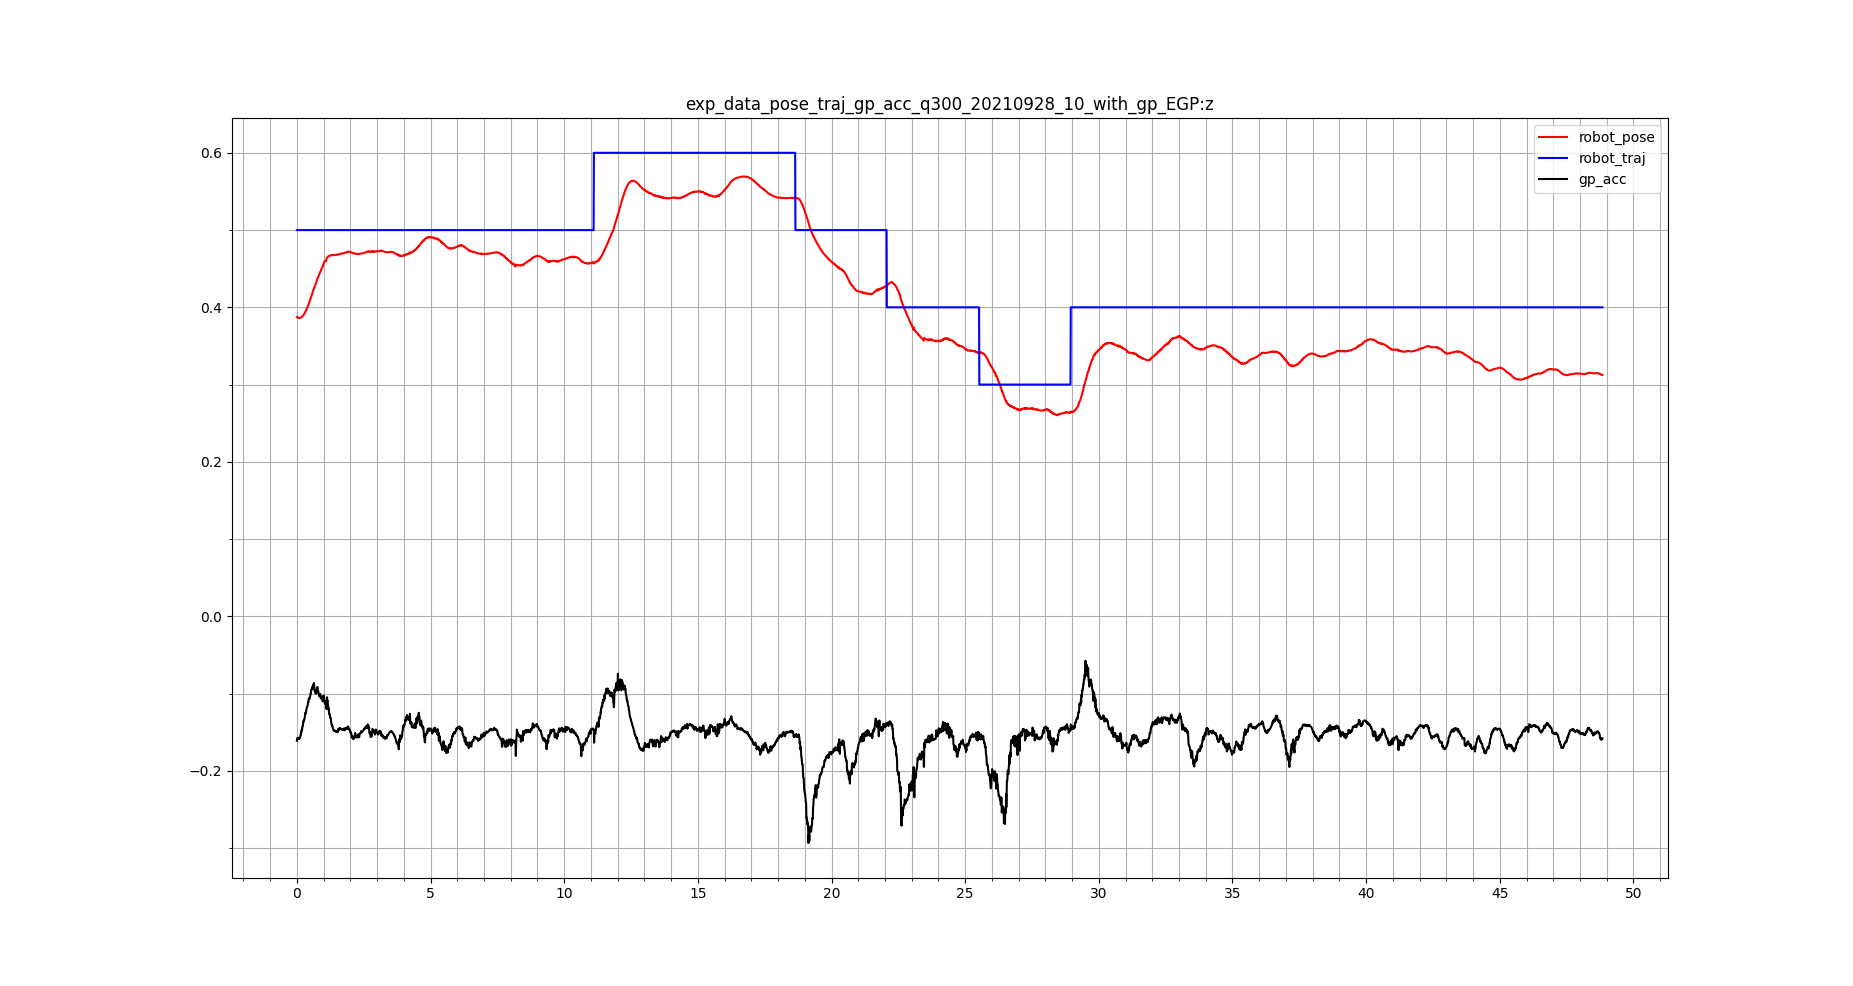 exp_data_pose_traj_gp_acc_q300_20210928_10_with_gp_EGP:z
robot_pose
robot_traj
gp_acc
0.6
0.4
0.2
0.0
−0.2
0 5 10 15 20 25 30 35 40 45 50